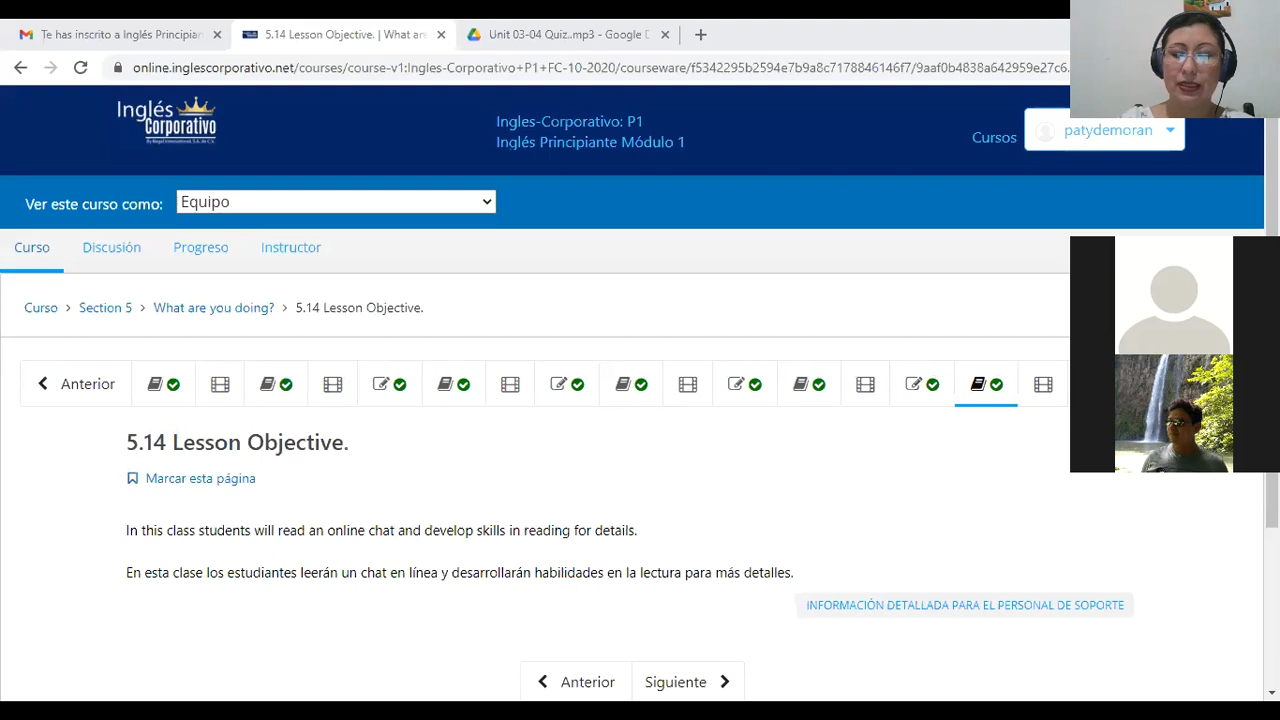 Te has inscrito a Inglés Principian
5.14 Lesson Objective. | What are
Unit 03-04 Quiz..mp3 - Google D
online.inglescorporativo.net/courses/course-v1:Ingles-Corporativo+P1+FC-10-2020/courseware/f5342295b2594e7b9a8c7178846146f7/9aaf0b4838a642959e27c6.
Inglés
Corporativo
Ingles-Corporativo: P1
Inglés Principiante Módulo 1
Cursos
patydemoran
Ver este curso como:
Equipo
Curso
Discusión
Progreso
Instructor
Curso > Section 5 > What are you doing? > 5.14 Lesson Objective.
Anterior
5.14 Lesson Objective.
Marcar esta página
In this class students will read an online chat and develop skills in reading for details.
En esta clase los estudiantes leerán un chat en línea y desarrollarán habilidades en la lectura para más detalles.
INFORMACIÓN DETALLADA PARA EL PERSONAL DE SOPORTE
Anterior
Siguiente